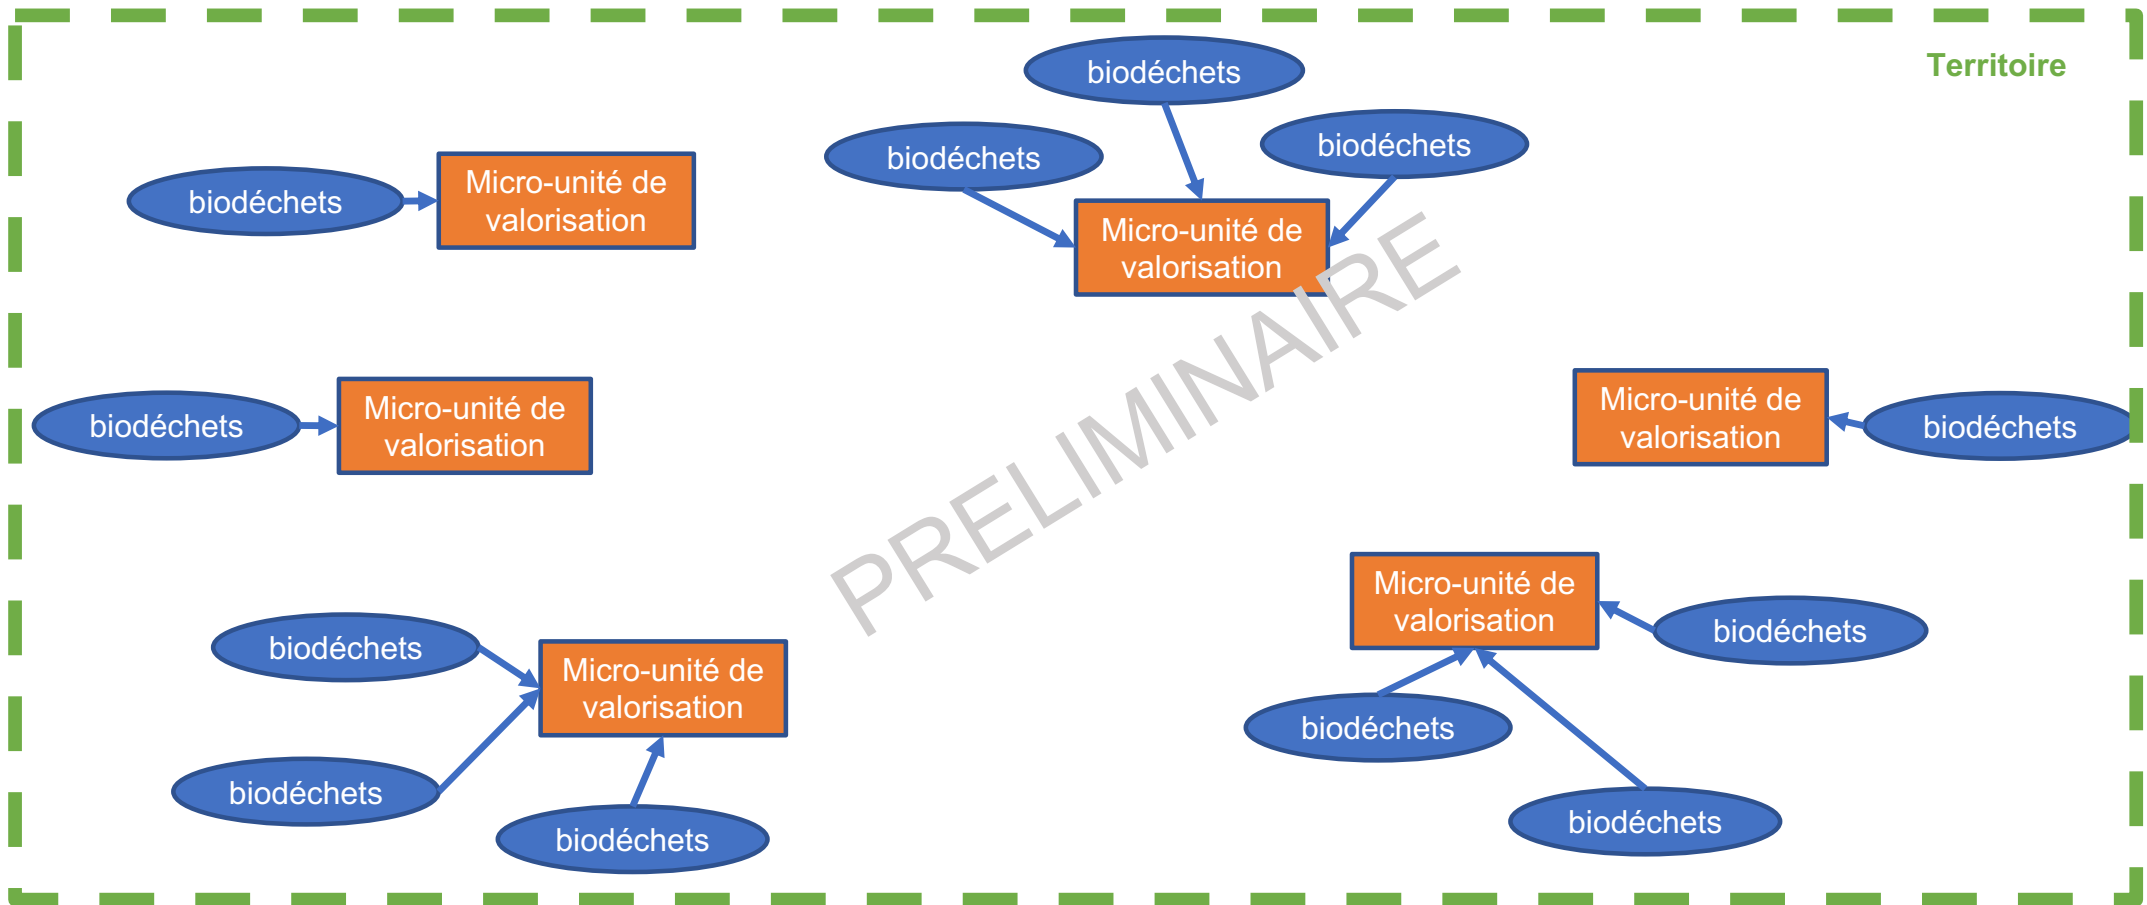 Territoire
biodéchets
biodéchets
biodéchets
biodéchets
Micro-unité de
valorisation
Micro-unité de
valorisation
biodéchets
Micro-unité de
valorisation
Micro-unité de
valorisation
biodéchets
PRELIMINAIRE
biodéchets
Micro-unité de
valorisation
biodéchets
biodéchets
Micro-unité de
valorisation
biodéchets
biodéchets
biodéchets
biodéchets